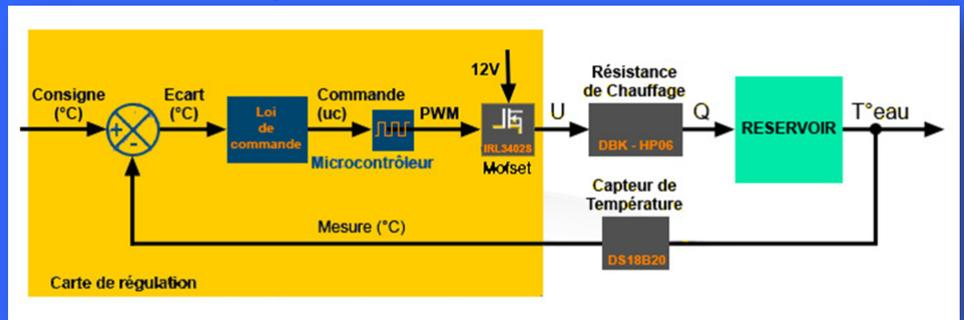 Consigne
(°C)
+
-
Ecart
(°C)
Loi
de
commande
Commande
(uc)
Microcontrôleur
PWM
12V
IRL3402S
Mofset
U
Résistance
de Chauffage
DBK - HP06
Q
RESERVOIR
T°eau
Capteur de
Température
DS18B20
Mesure (°C)
Carte de régulation